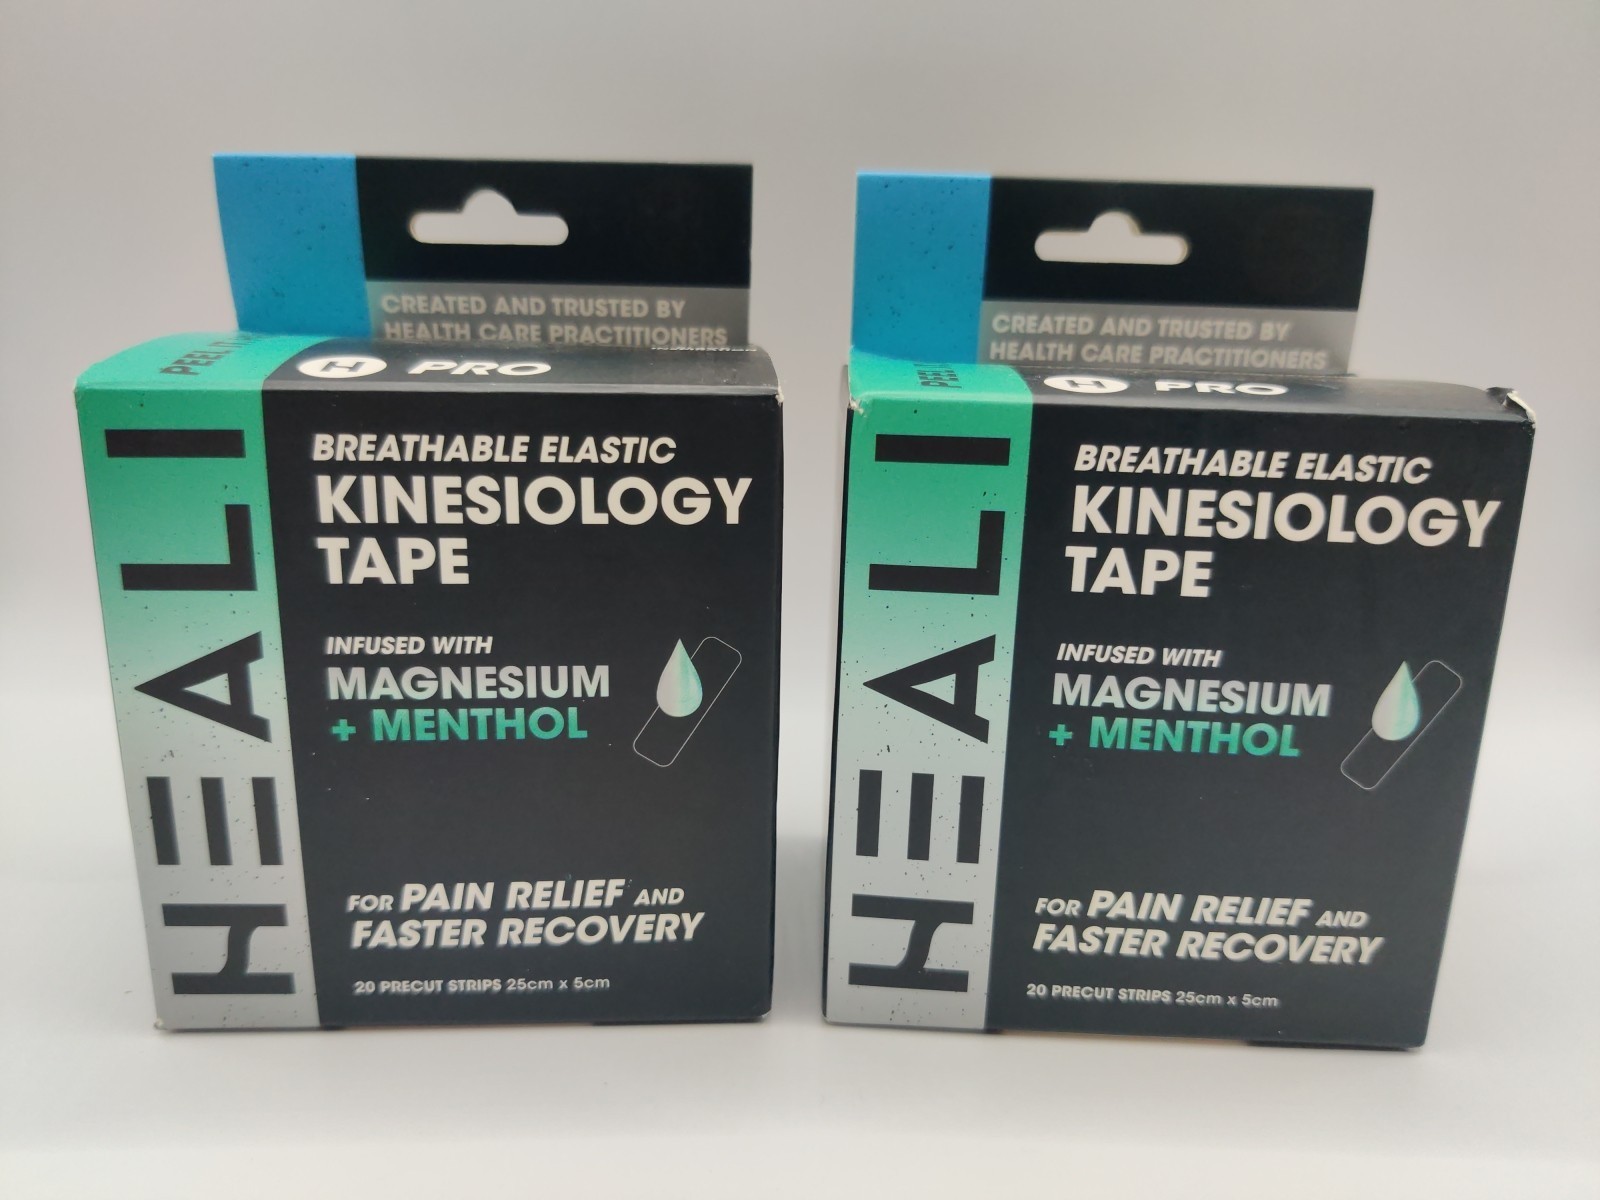 CREATED AND TRUSTED BY
HEALTH CARE PRACTITIONERS
PEEL
H PRO
HEALI
BREATHABLE ELASTIC
KINESIOLOGY
TAPE
INFUSED WITH
MAGNESIUM
+ MENTHOL
FOR PAIN RELIEF AND
FASTER RECOVERY
20 PRECUT STRIPS 25cm x 5cm
CREATED AND TRUSTED BY
HEALTH CARE PRACTITIONERS
PEEL
H PRO
HEALI
BREATHABLE ELASTIC
KINESIOLOGY
TAPE
INFUSED WITH
MAGNESIUM
+ MENTHOL
FOR PAIN RELIEF AND
FASTER RECOVERY
20 PRECUT STRIPS 25cm x 5cm